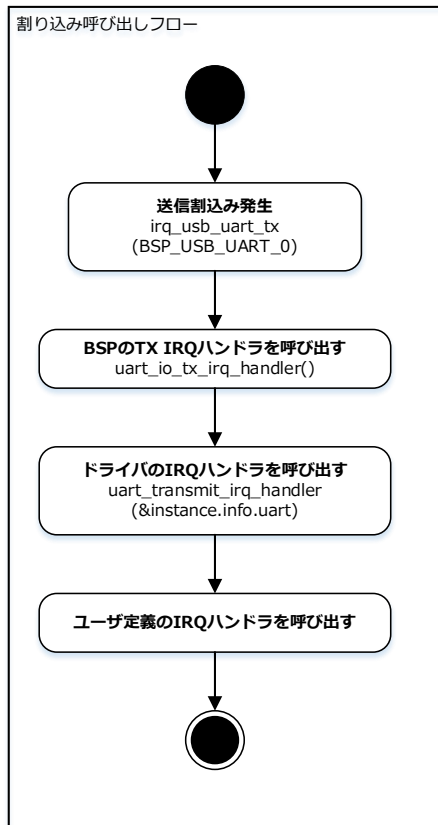 割り込み呼び出しフロー
送信割込み発生
irq_usb_uart_tx
(BSP_USB_UART_0)
BSPのTX IRQハンドラを呼び出す
uart_io_tx_irq_handler()
ドライバのIRQハンドラを呼び出す
uart_transmit_irq_handler
(&instance.info.uart)
ユーザ定義のIRQハンドラを呼び出す